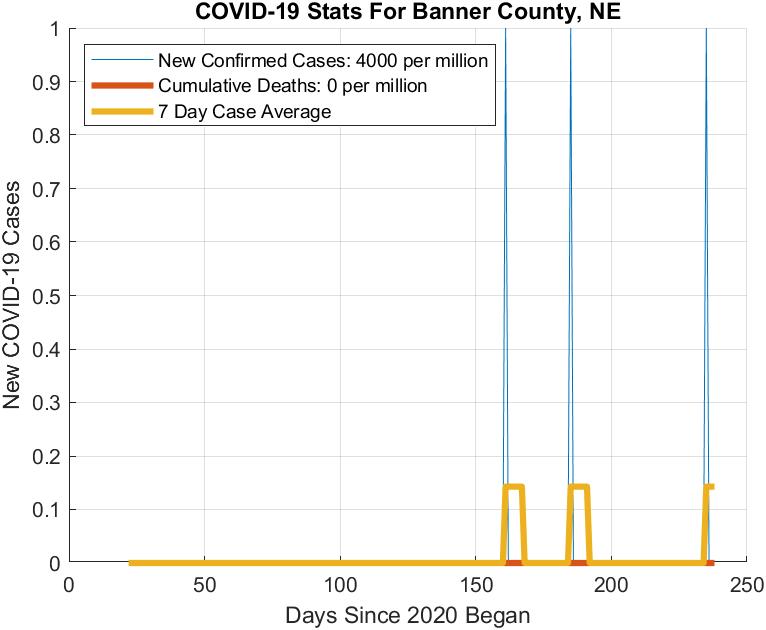 COVID-19 Stats For Banner County, NE
New Confirmed Cases: 4000 per million
Cumulative Deaths: 0 per million
7 Day Case Average
New COVID-19 Cases
1
0.9
0.8
0.7
0.6
0.5
0.4
0.3
0.2
0.1
0
0 50 100 150 200 250
Days Since 2020 Began